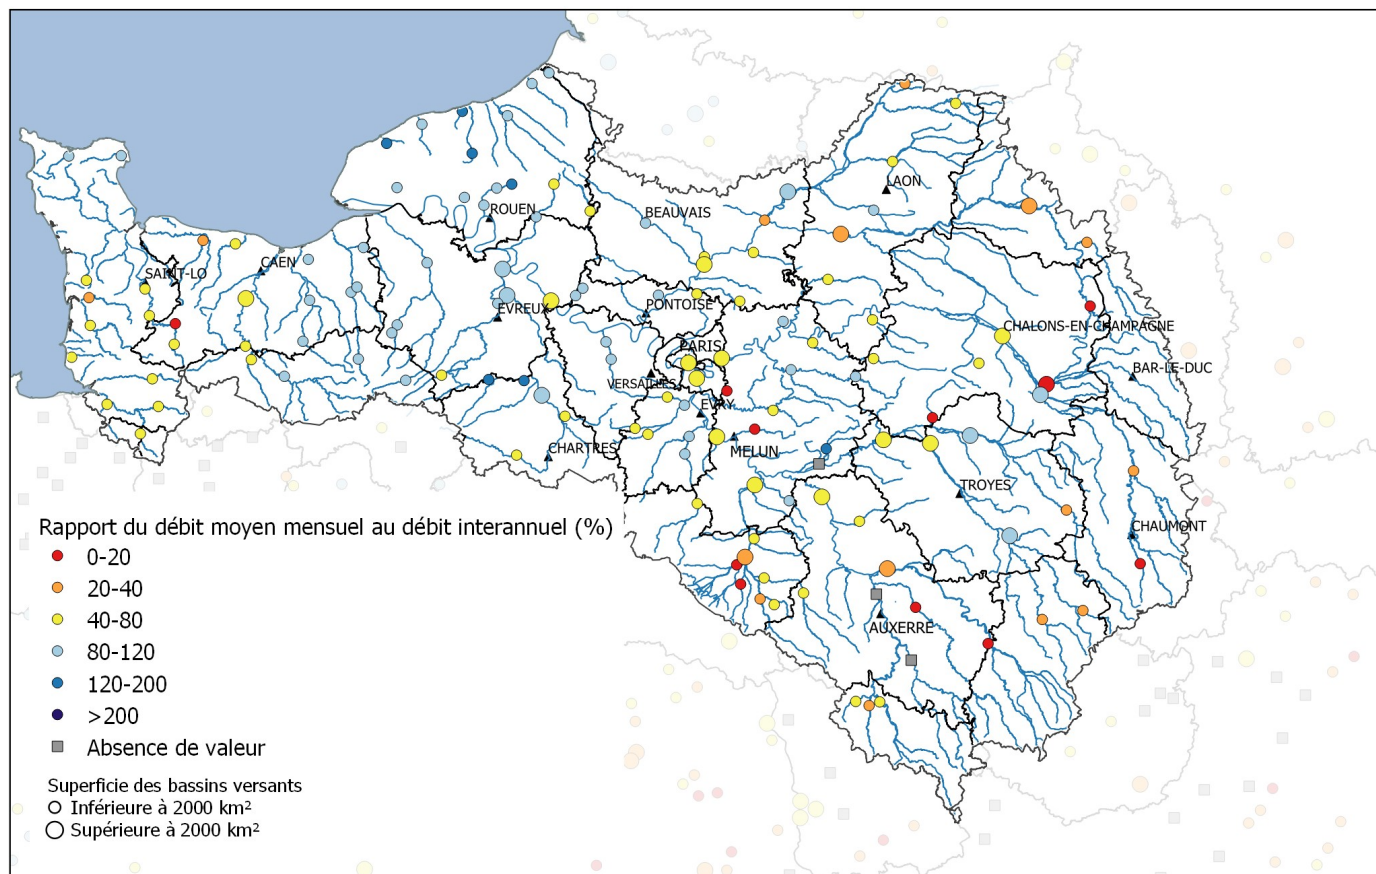 LAON
ROUEN
BEAUVAIS
CAEN
SAINT-LO
PONTOISE
EVREUX
CHALONS-EN-CHAMPAGNE
PARIS
BAR-LE-DUC
VERSAILLES
EVRY
CHARTRES
MELUN
TROYES
CHAUMONT
AUXERRE
Rapport du débit moyen mensuel au débit interannuel (%)
0-20
20-40
40-80
80-120
120-200
>200
Absence de valeur
Superficie des bassins versants
Inférieure à 2000 km²
Supérieure à 2000 km²